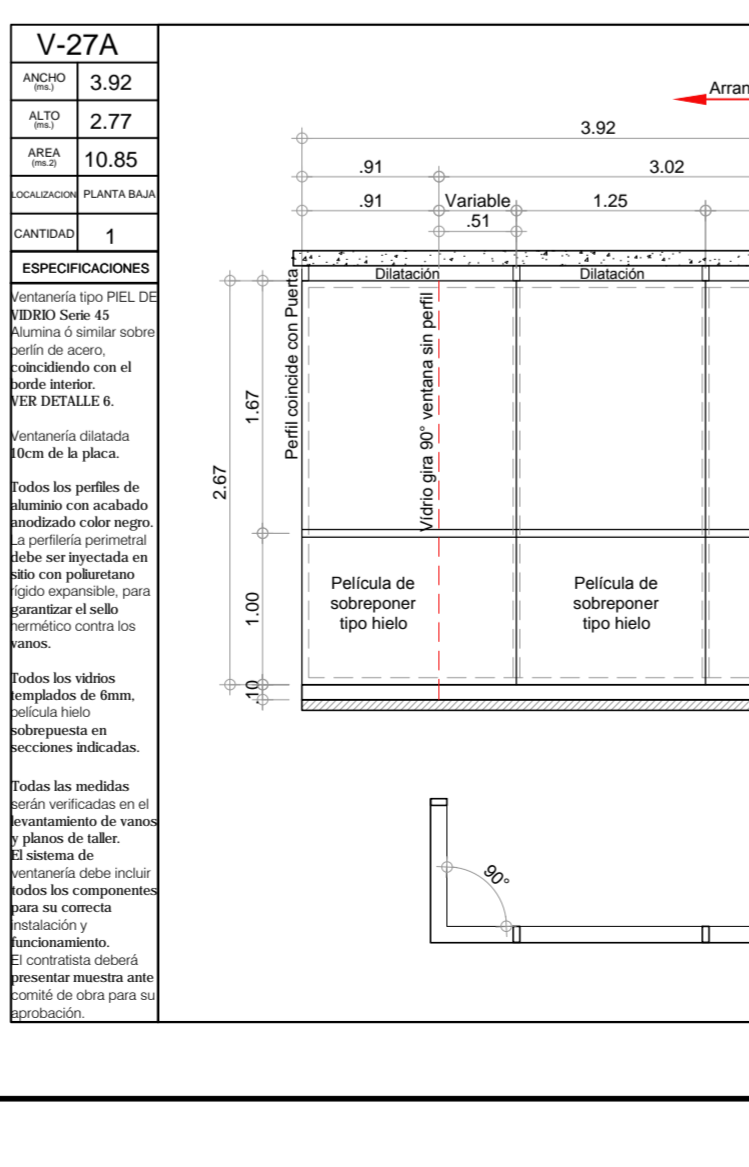 V-27A
ANCHO (ms.) 3.92
ALTO (ms.) 2.77
AREA (ms.2) 10.85
LOCALIZACION PLANTA BAJA
CANTIDAD 1
ESPECIFICACIONES
Ventanería tipo PIEL DE
VIDRIO Serie 45
Alumina ó similar sobre
perlín de acero,
coincidiendo con el
borde interior.
VER DETALLE 6.
Ventanería dilatada
10cm de la placa.
Todos los perfiles de
aluminio con acabado
anodizado color negro.
La perfilería perimetral
debe ser inyectada en
sitio con poliuretano
rígido expansible, para
garantizar el sello
hermético contra los
vanos.
Todos los vidrios
templados de 6mm,
película hielo
sobrepuesta en
secciones indicadas.
Todas las medidas
serán verificadas en el
levantamiento de vanos
y planos de taller.
El sistema de
ventanería debe incluir
todos los componentes
para su correcta
instalación y
funcionamiento.
El contratista deberá
presentar muestra ante
comité de obra para su
aprobación.
Arran
3.92
.91 3.02
.91 Variable 1.25
.51
Dilatación Dilatación
Perfil coincide con Puerta
Vídrio gira 90° ventana sin perfil
1.67
2.67
1.00
.10
Película de
sobreponer
tipo hielo
Película de
sobreponer
tipo hielo
90°